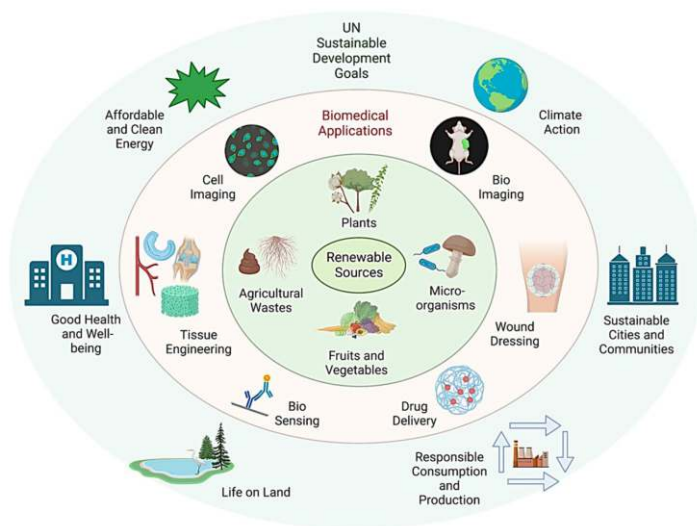 UN
Sustainable
Development
Goals
Affordable
and Clean
Energy
Climate
Action
Biomedical
Applications
Cell
Imaging
Bio
Imaging
Plants
Renewable
Sources
Agricultural
Wastes
Micro-
organisms
Fruits and
Vegetables
H
Good Health
and Well-
being
Tissue
Engineering
Wound
Dressing
Sustainable
Cities and
Communities
Bio
Sensing
Drug
Delivery
Life on Land
Responsible
Consumption
and
Production